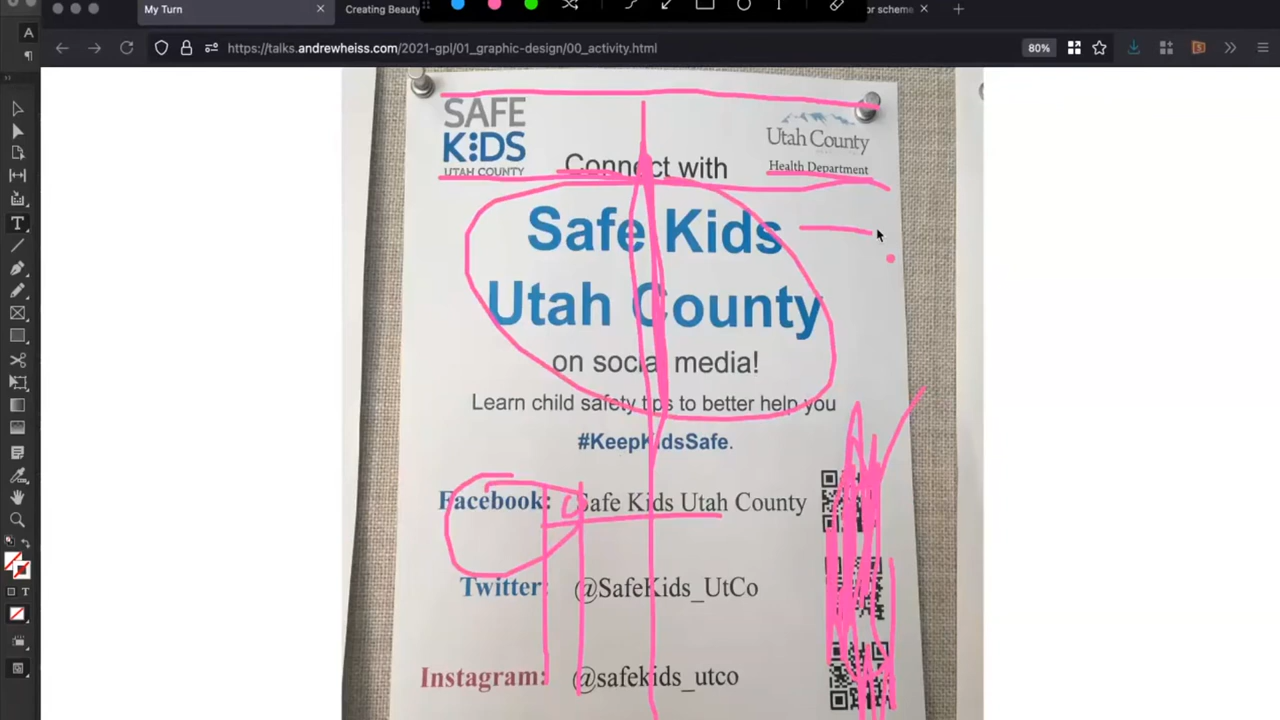 My Turn
Creating Beauty
or scheme
https://talks.andrewheiss.com/2021-gpl/01_graphic-design/00_activity.html
80%
SAFE
KIDS
UTAH COUNTY
Utah County
Health Department
Connect with
Safe Kids
Utah County
on social media!
Learn child safety tips to better help you
#KeepKidsSafe.
Facebook: Safe Kids Utah County
Twitter: @SafeKids_UtCo
Instagram: @safekids_utco